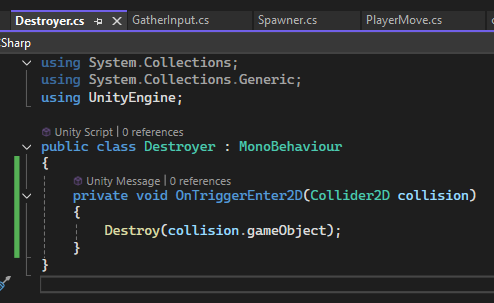 Destroyer.cs GatherInput.cs Spawner.cs PlayerMove.cs
CSharp
using System.Collections;
using System.Collections.Generic;
using UnityEngine;
Unity Script | 0 references
public class Destroyer : MonoBehaviour
{
Unity Message | 0 references
private void OnTriggerEnter2D(Collider2D collision)
{
Destroy(collision.gameObject);
}
}